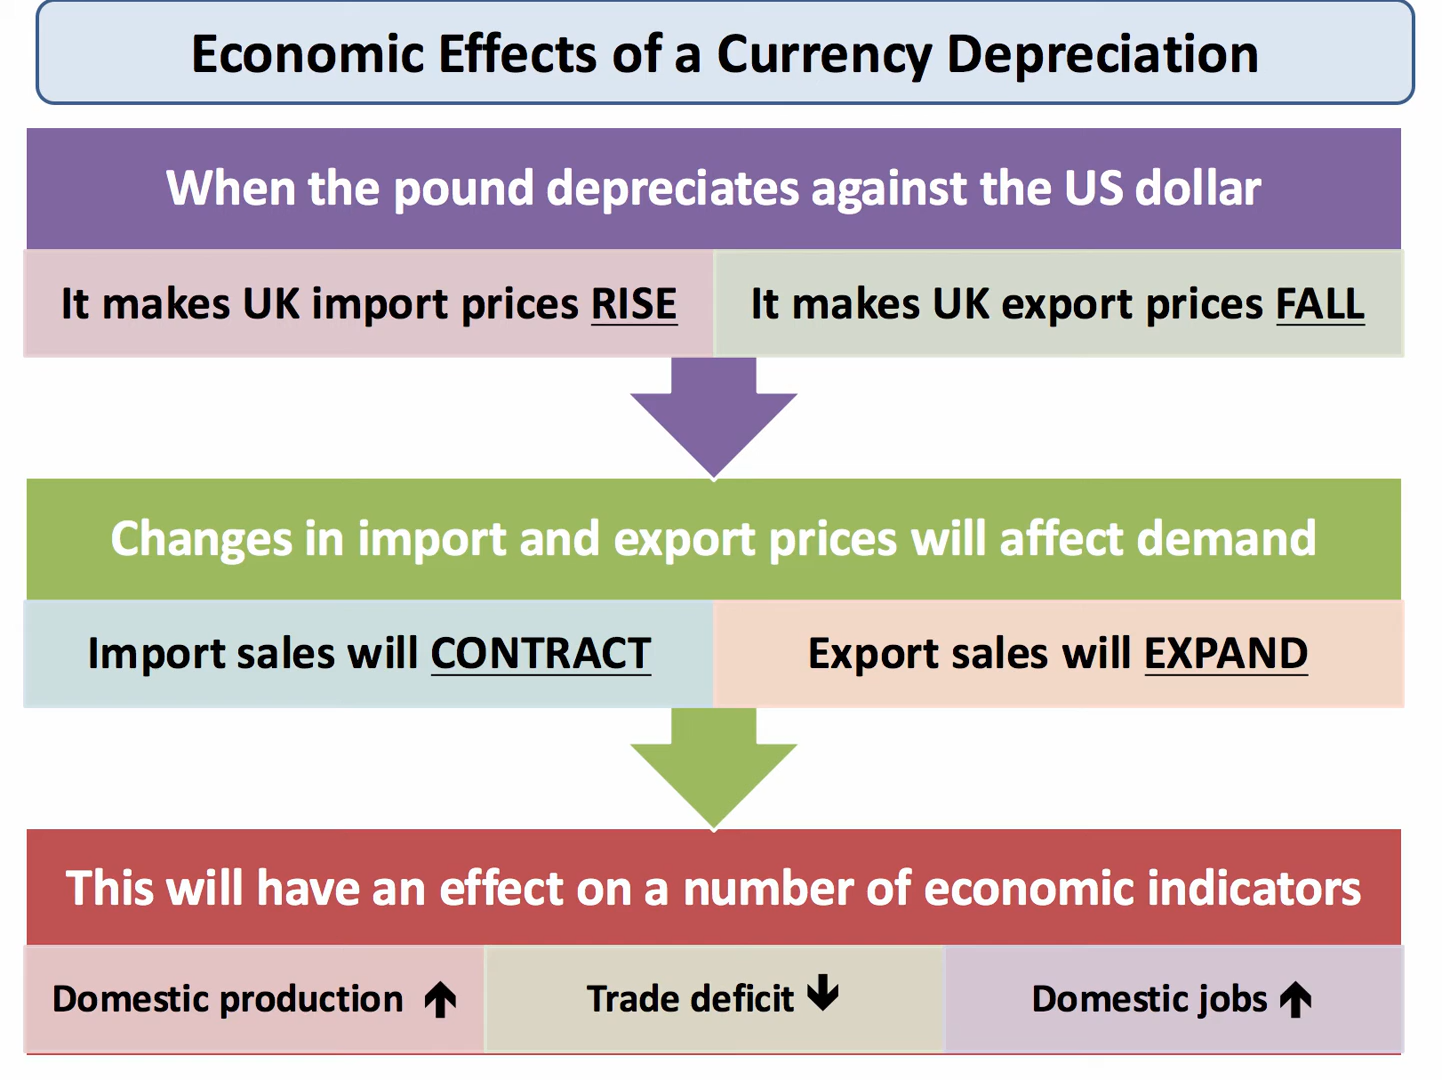 Economic Effects of a Currency Depreciation
When the pound depreciates against the US dollar
It makes UK import prices RISE
It makes UK export prices FALL
Changes in import and export prices will affect demand
Import sales will CONTRACT
Export sales will EXPAND
This will have an effect on a number of economic indicators
Domestic production ↑
Trade deficit ↓
Domestic jobs ↑